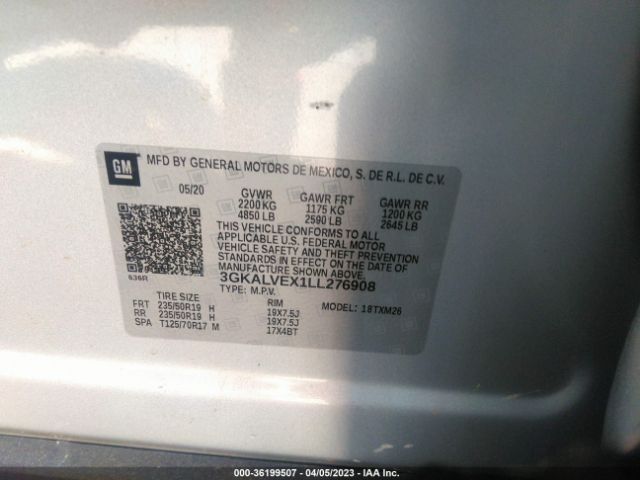 GM
MFD BY GENERAL MOTORS DE MEXICO, S. DE R.L. DE C.V.
05/20 GVWR GAWR FRT GAWR RR
2200 KG 1175 KG 1200 KG
4850 LB 2590 LB 2645 LB
THIS VEHICLE CONFORMS TO ALL
APPLICABLE U.S. FEDERAL MOTOR
VEHICLE SAFETY AND THEFT PREVENTION
STANDARDS IN EFFECT ON THE DATE OF
MANUFACTURE SHOWN ABOVE.
3GKALVEX1LL276908
TYPE: M.P.V.
636R
TIRE SIZE RIM MODEL: 18TXM26
FRT 235/50R19 H 19X7.5J
RR 235/50R19 H 19X7.5J
SPA T125/70R17 M 17X4BT
000-36199507 - 04/05/2023 - IAA Inc.